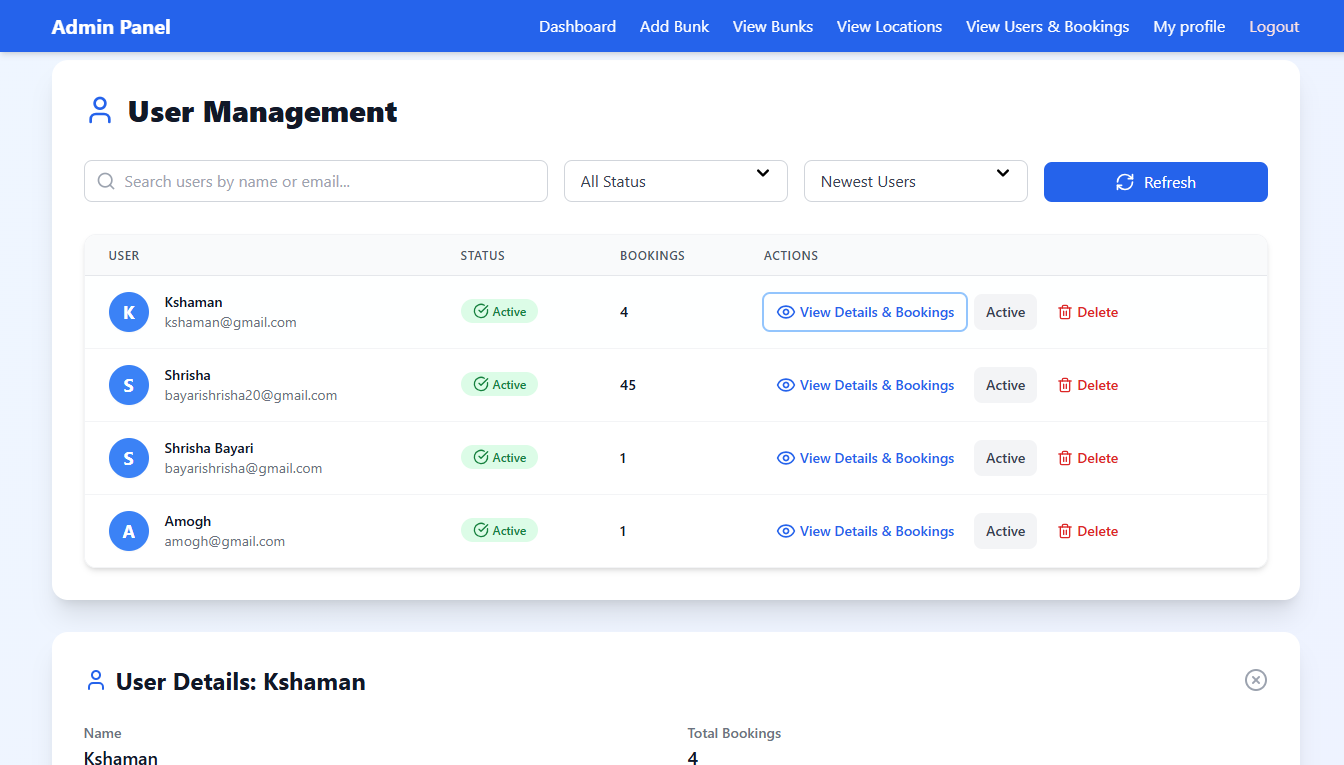 Admin Panel Dashboard Add Bunk View Bunks View Locations View Users & Bookings My profile Logout
User Management
Search users by name or email... All Status Newest Users Refresh
USER STATUS BOOKINGS ACTIONS
K Kshaman Active 4 View Details & Bookings Active Delete
kshaman@gmail.com
S Shrisha Active 45 View Details & Bookings Active Delete
bayarishrisha20@gmail.com
S Shrisha Bayari Active 1 View Details & Bookings Active Delete
bayarishrisha@gmail.com
A Amogh Active 1 View Details & Bookings Active Delete
amogh@gmail.com
User Details: Kshaman
Name Total Bookings
Kshaman 4